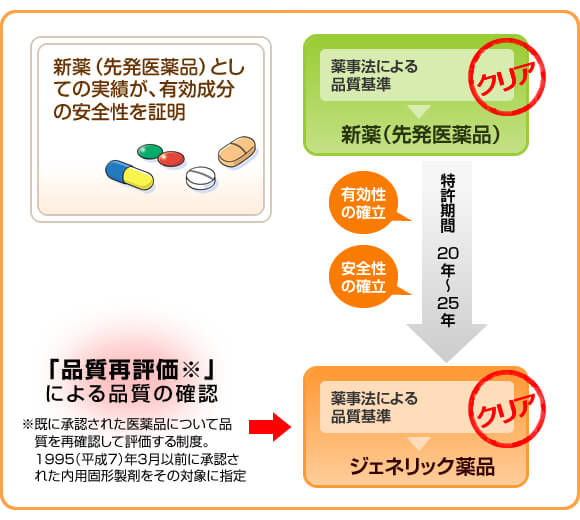 新薬（先発医薬品）とし
ての実績が、有効成分
の安全性を証明
薬事法による
品質基準
クリア
新薬（先発医薬品）
有効性
の確立
安全性
の確立
特許期間　20年～25年
「品質再評価※」
による品質の確認
※既に承認された医薬品について品
質を再確認して評価する制度。
1995（平成7）年3月以前に承認さ
れた内用固形製剤をその対象に指定
薬事法による
品質基準
クリア
ジェネリック薬品